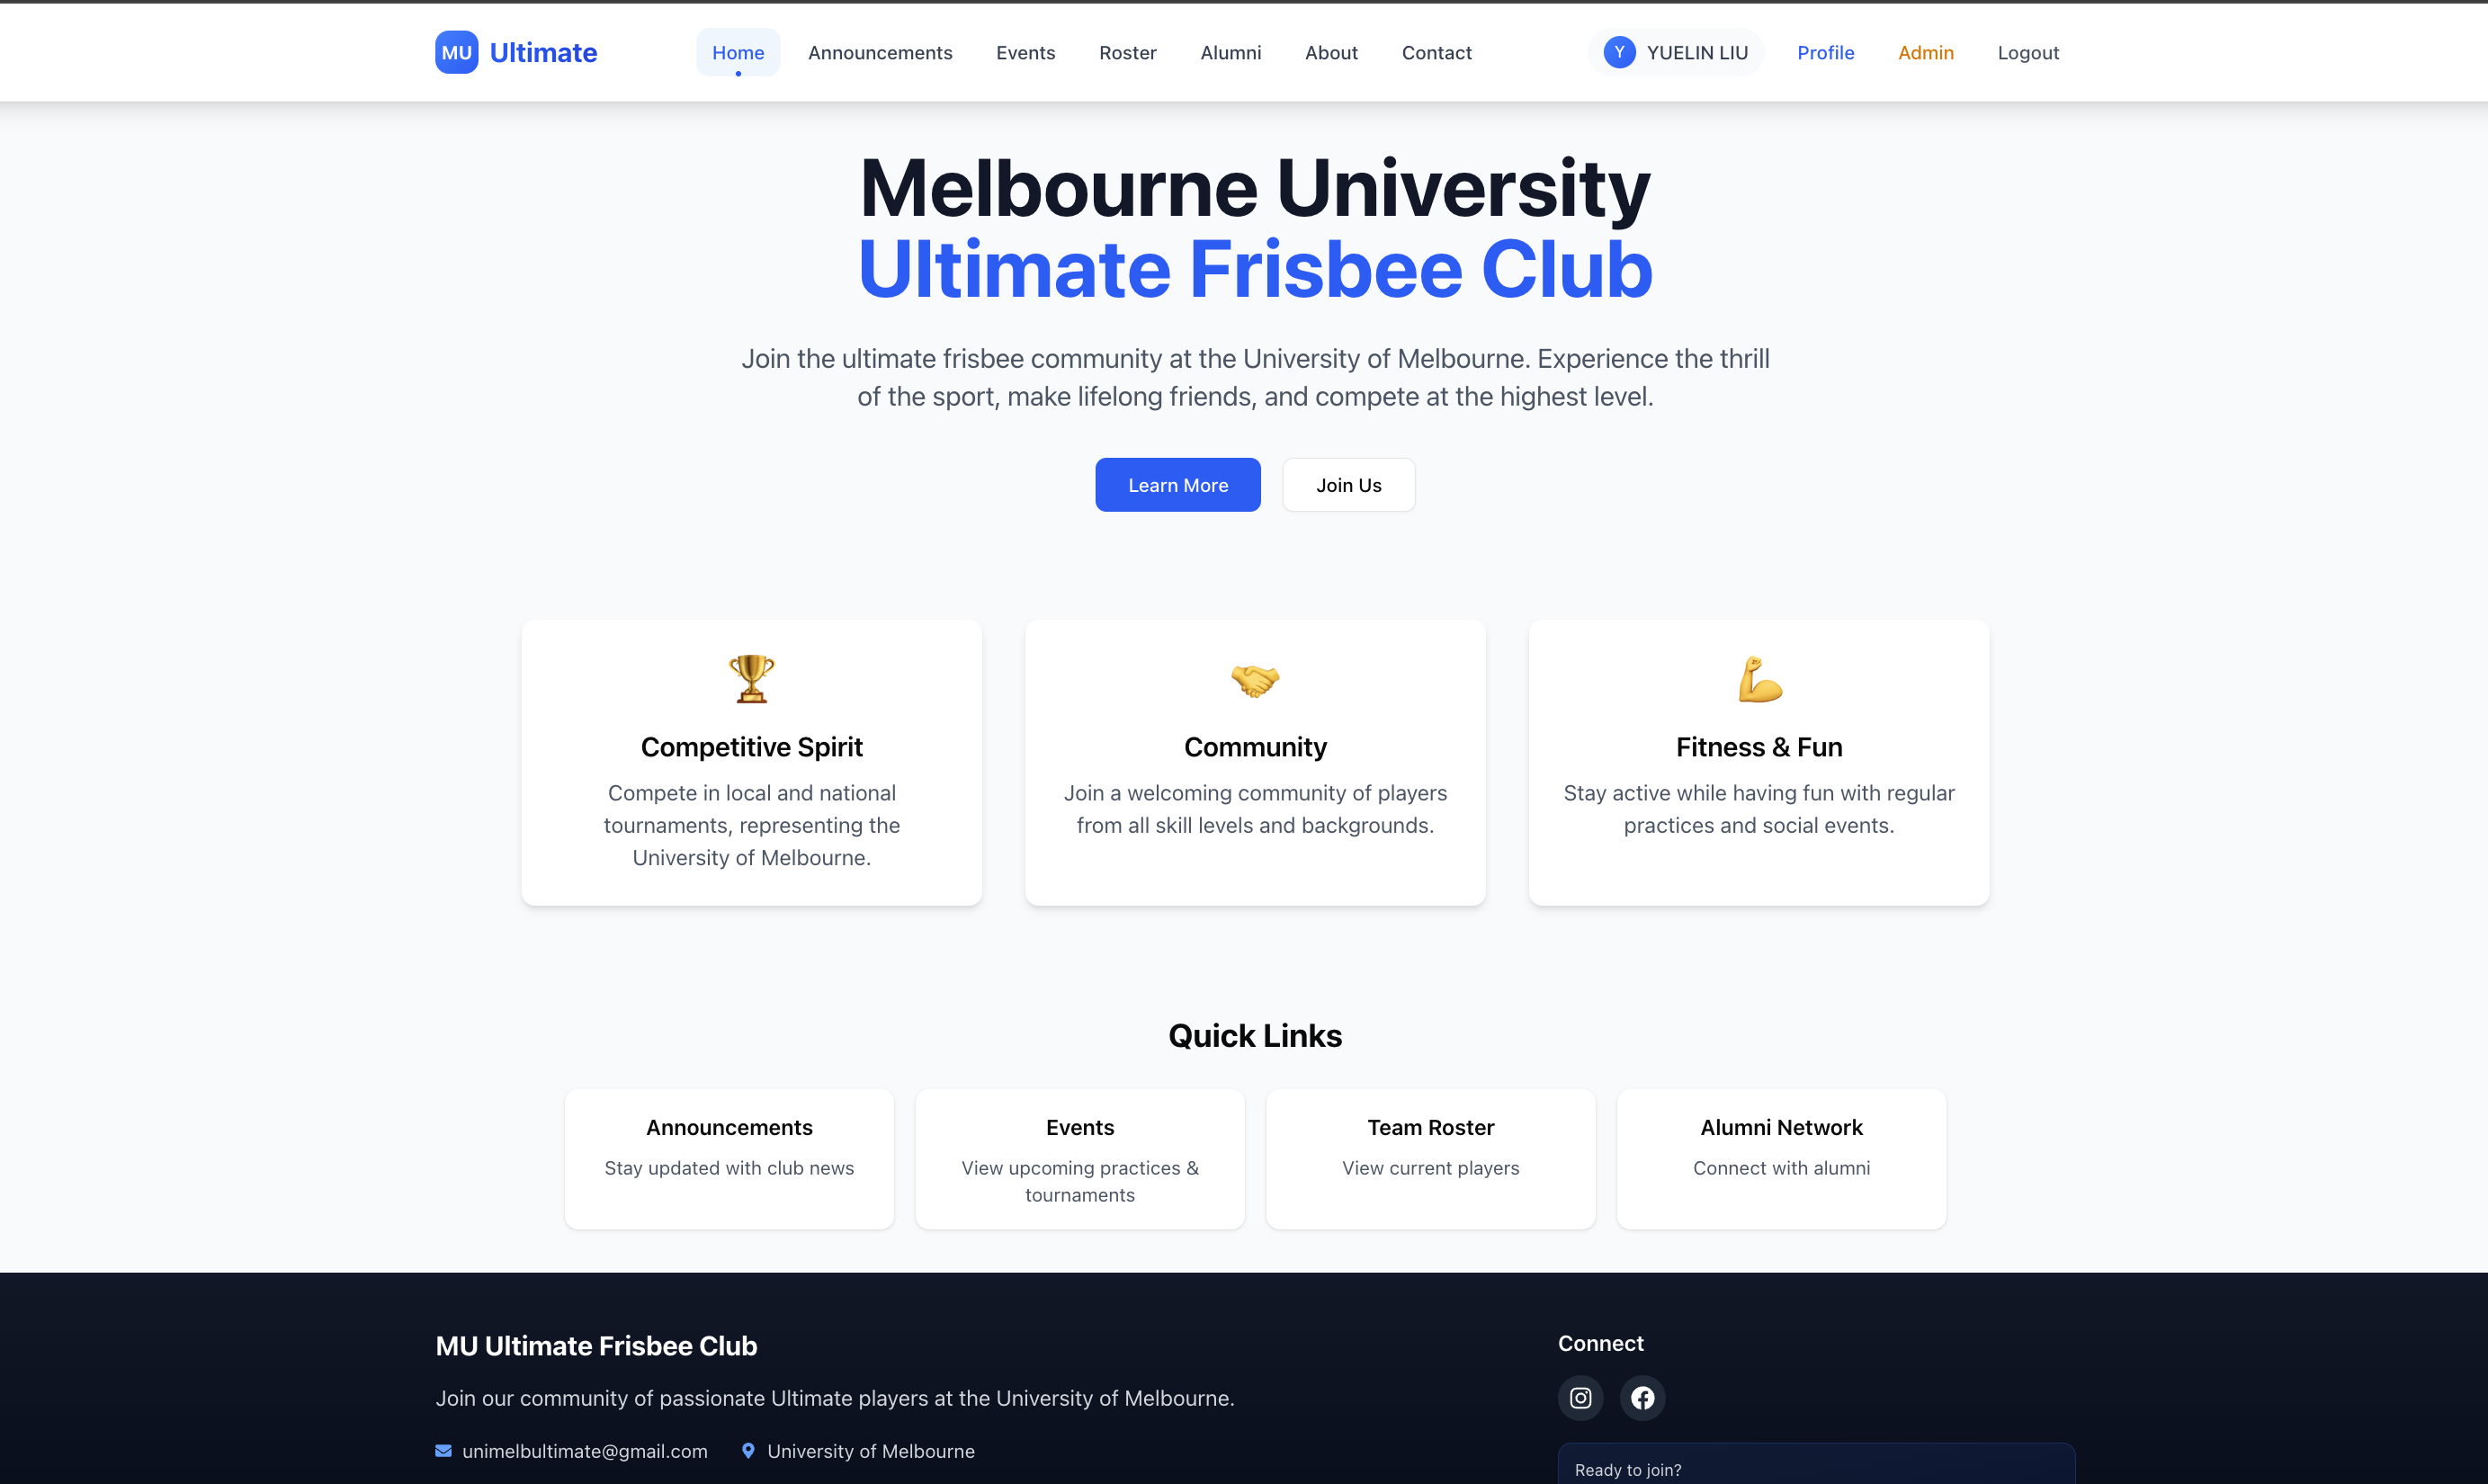 MU Ultimate
Home Announcements Events Roster Alumni About Contact
Y YUELIN LIU Profile Admin Logout
Melbourne University
Ultimate Frisbee Club
Join the ultimate frisbee community at the University of Melbourne. Experience the thrill
of the sport, make lifelong friends, and compete at the highest level.
Learn More
Join Us
Competitive Spirit
Compete in local and national
tournaments, representing the
University of Melbourne.
Community
Join a welcoming community of players
from all skill levels and backgrounds.
Fitness & Fun
Stay active while having fun with regular
practices and social events.
Quick Links
Announcements
Stay updated with club news
Events
View upcoming practices &
tournaments
Team Roster
View current players
Alumni Network
Connect with alumni
MU Ultimate Frisbee Club
Join our community of passionate Ultimate players at the University of Melbourne.
unimelbultimate@gmail.com
University of Melbourne
Connect
Ready to join?